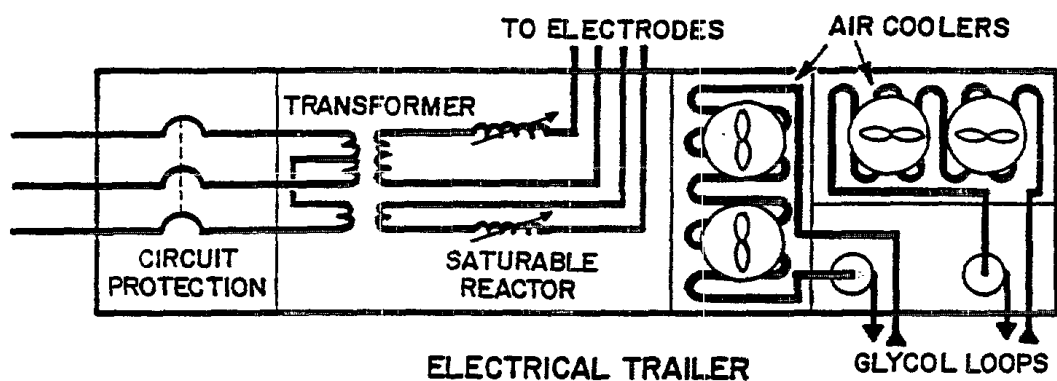 TO ELECTRODES
AIR COOLERS
TRANSFORMER
CIRCUIT
PROTECTION
SATURABLE
REACTOR
GLYCOL LOOPS
ELECTRICAL TRAILER